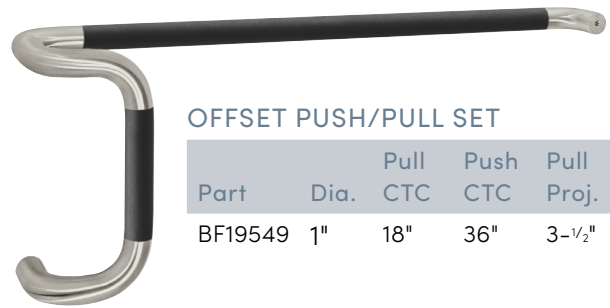 OFFSET PUSH/PULL SET
Pull Push Pull
Part Dia. CTC CTC Proj.
BF19549 1" 18" 36" 3-1/2"